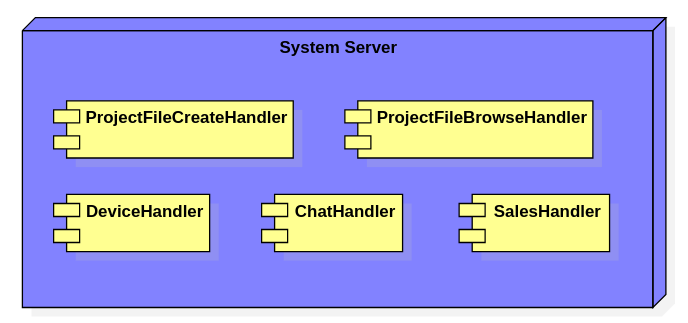 System Server
ProjectFileCreateHandler
ProjectFileBrowseHandler
DeviceHandler
ChatHandler
SalesHandler